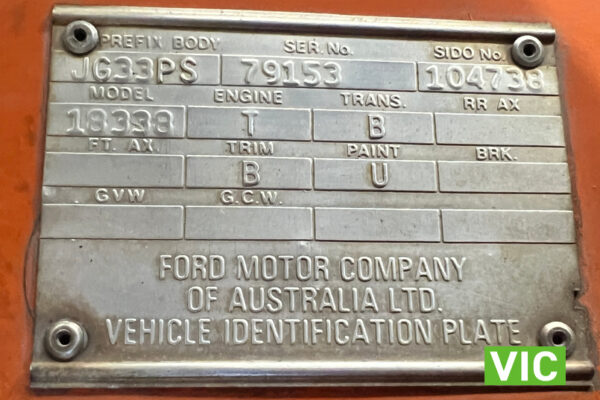 PREFIX BODY SER. No. SIDO No.
JG33PS 79153 104738
MODEL ENGINE TRANS. RR AX
18338 T B
FT. AX. TRIM PAINT BRK.
B U
GVW G.C.W.
FORD MOTOR COMPANY
OF AUSTRALIA LTD.
VEHICLE IDENTIFICATION PLATE
VIC